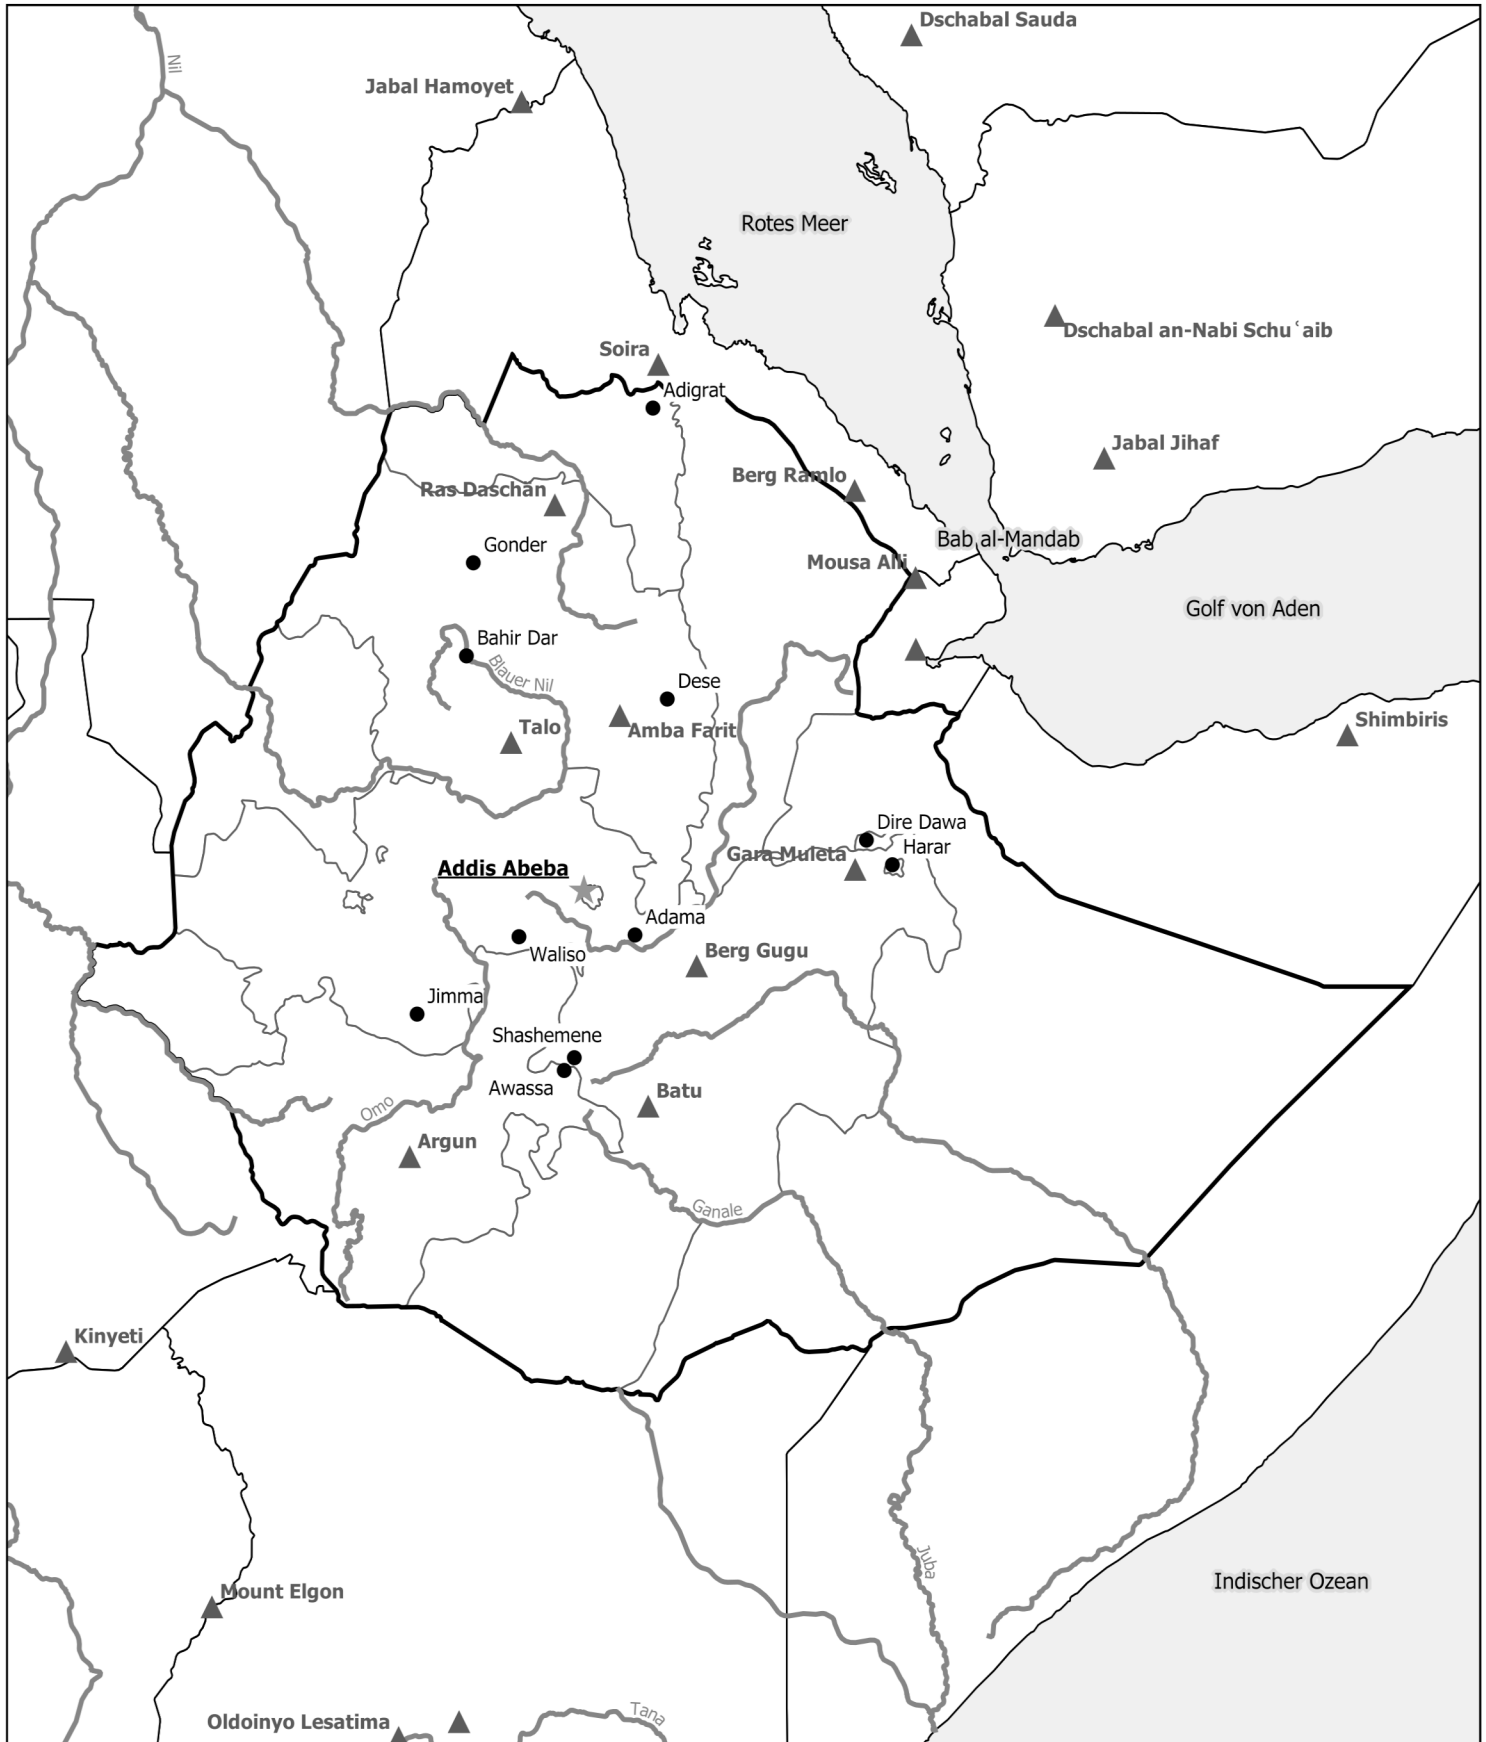 Dschabal Sauda
Nil
Jabal Hamoyet
Rotes Meer
Dschabal an-Nabi Schuʿaib
Soira
Adigrat
Jabal Jihaf
Berg Ramlo
Ras Daschan
Bab al-Mandab
Gonder
Mousa Alli
Golf von Aden
Bahir Dar
Blauer Nil
Dese
Shimbiris
Talo
Amba Farit
Dire Dawa
Harar
Gara Muleta
Addis Abeba
Adama
Waliso
Berg Gugu
Jimma
Shashemene
Awassa
Batu
Omo
Argun
Ganale
Kinyeti
Juba
Indischer Ozean
Mount Elgon
Tana
Oldoinyo Lesatima